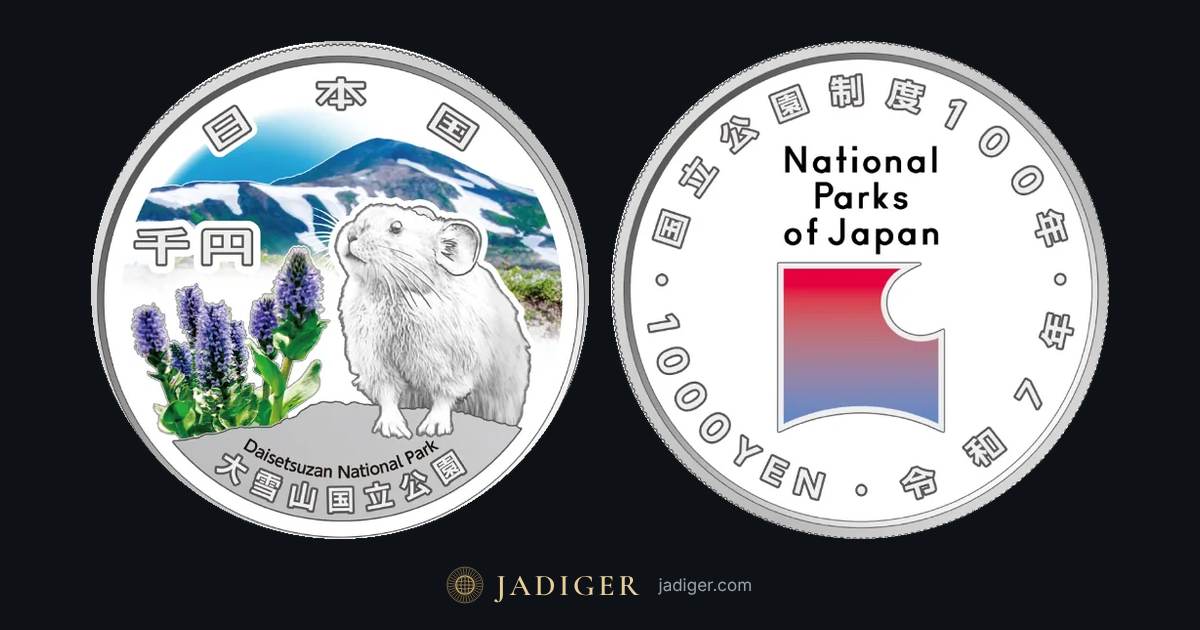 日本国
千円
Daisetsuzan National Park
大雪山国立公園
国立公園制度100年
National
Parks
of Japan
1000YEN
令和7年
JADIGER
jadiger.com